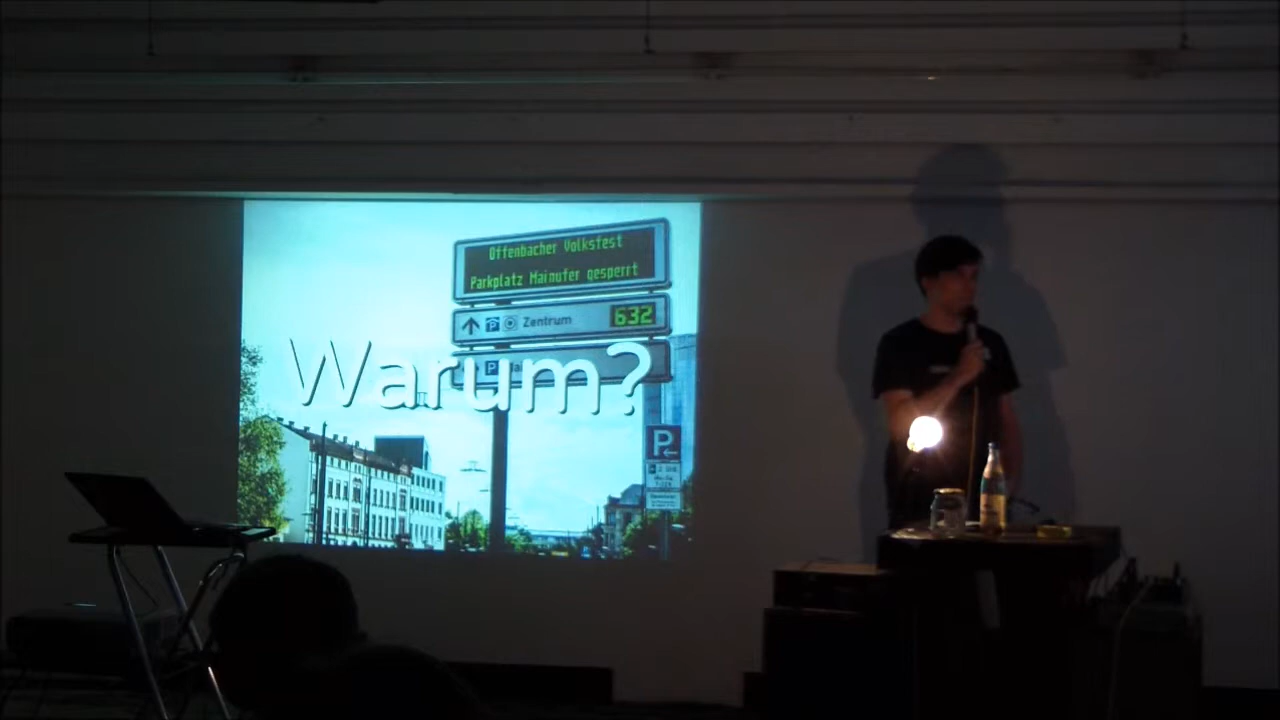 Offenbacher Volksfest
Parkplatz Mainufer gesperrt
P Zentrum 632
Warum?
P
P